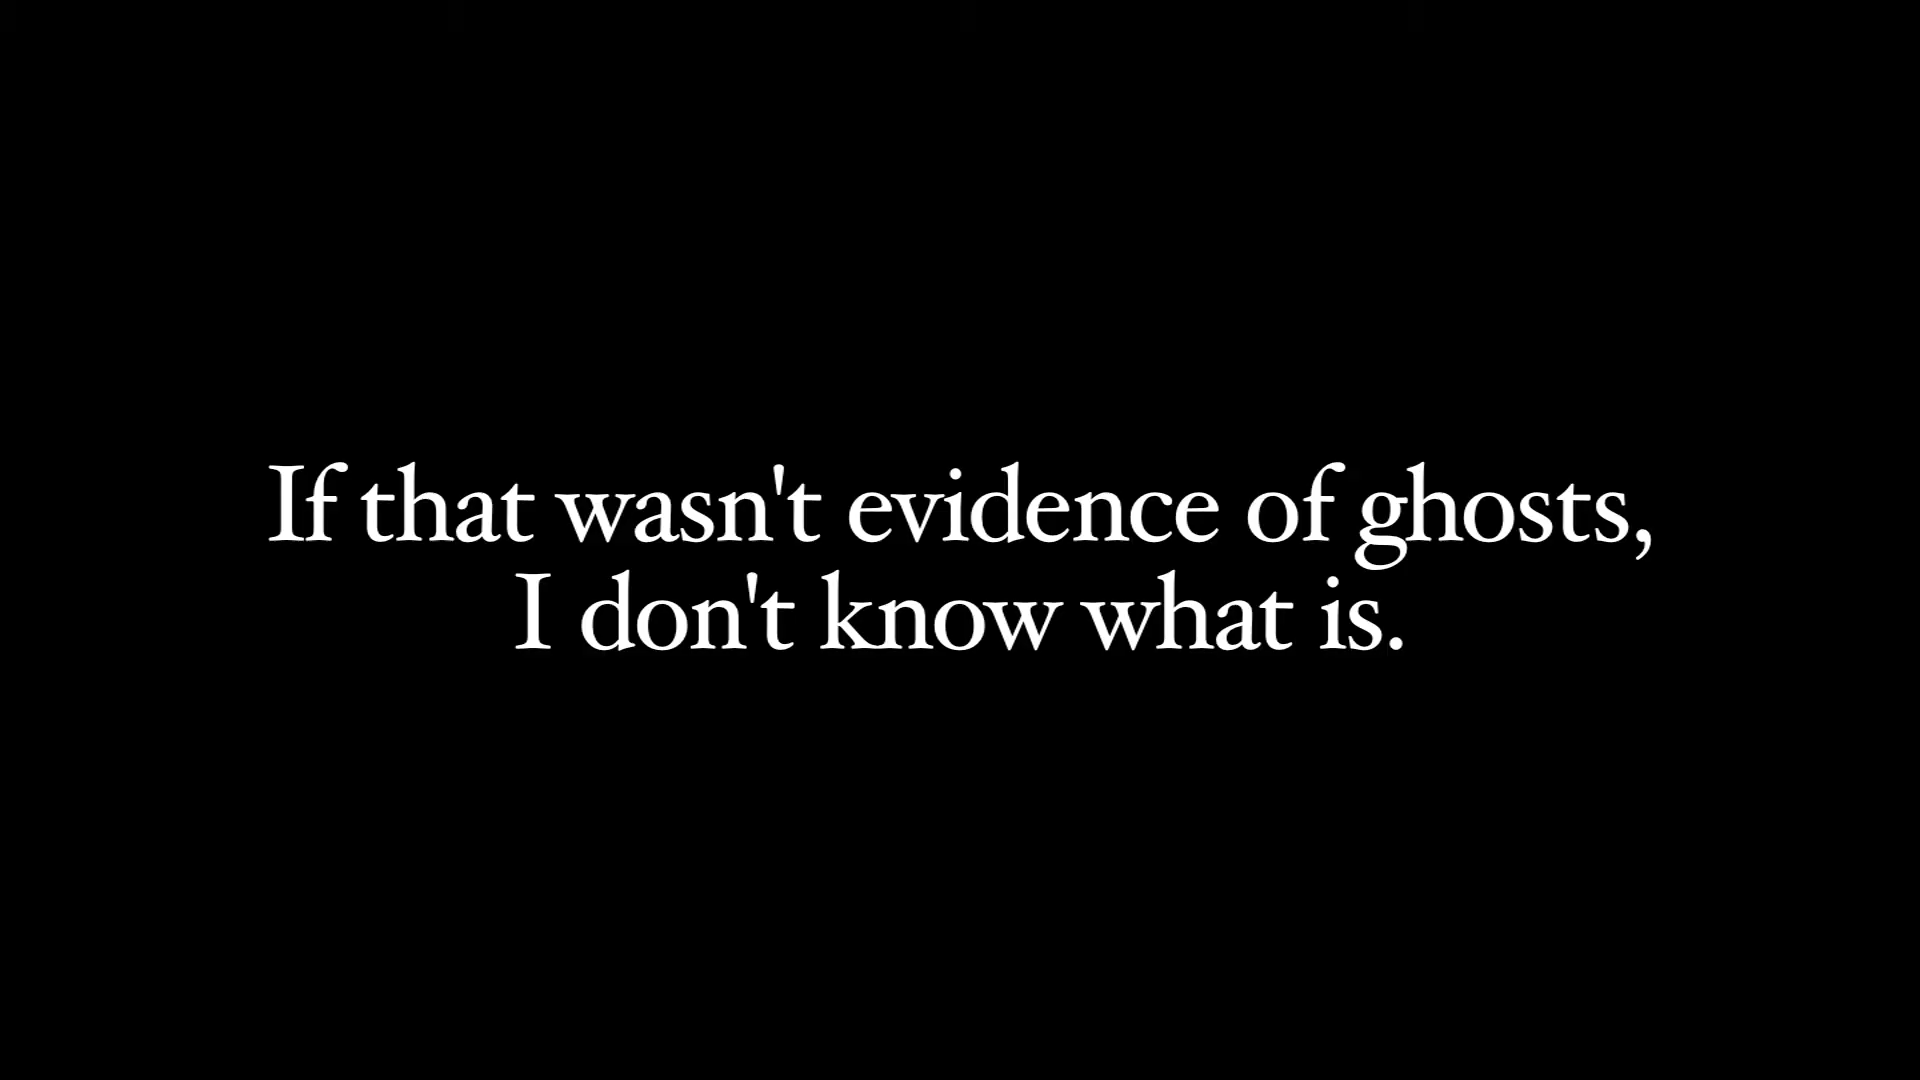 If that wasn't evidence of ghosts,
I don't know what is.